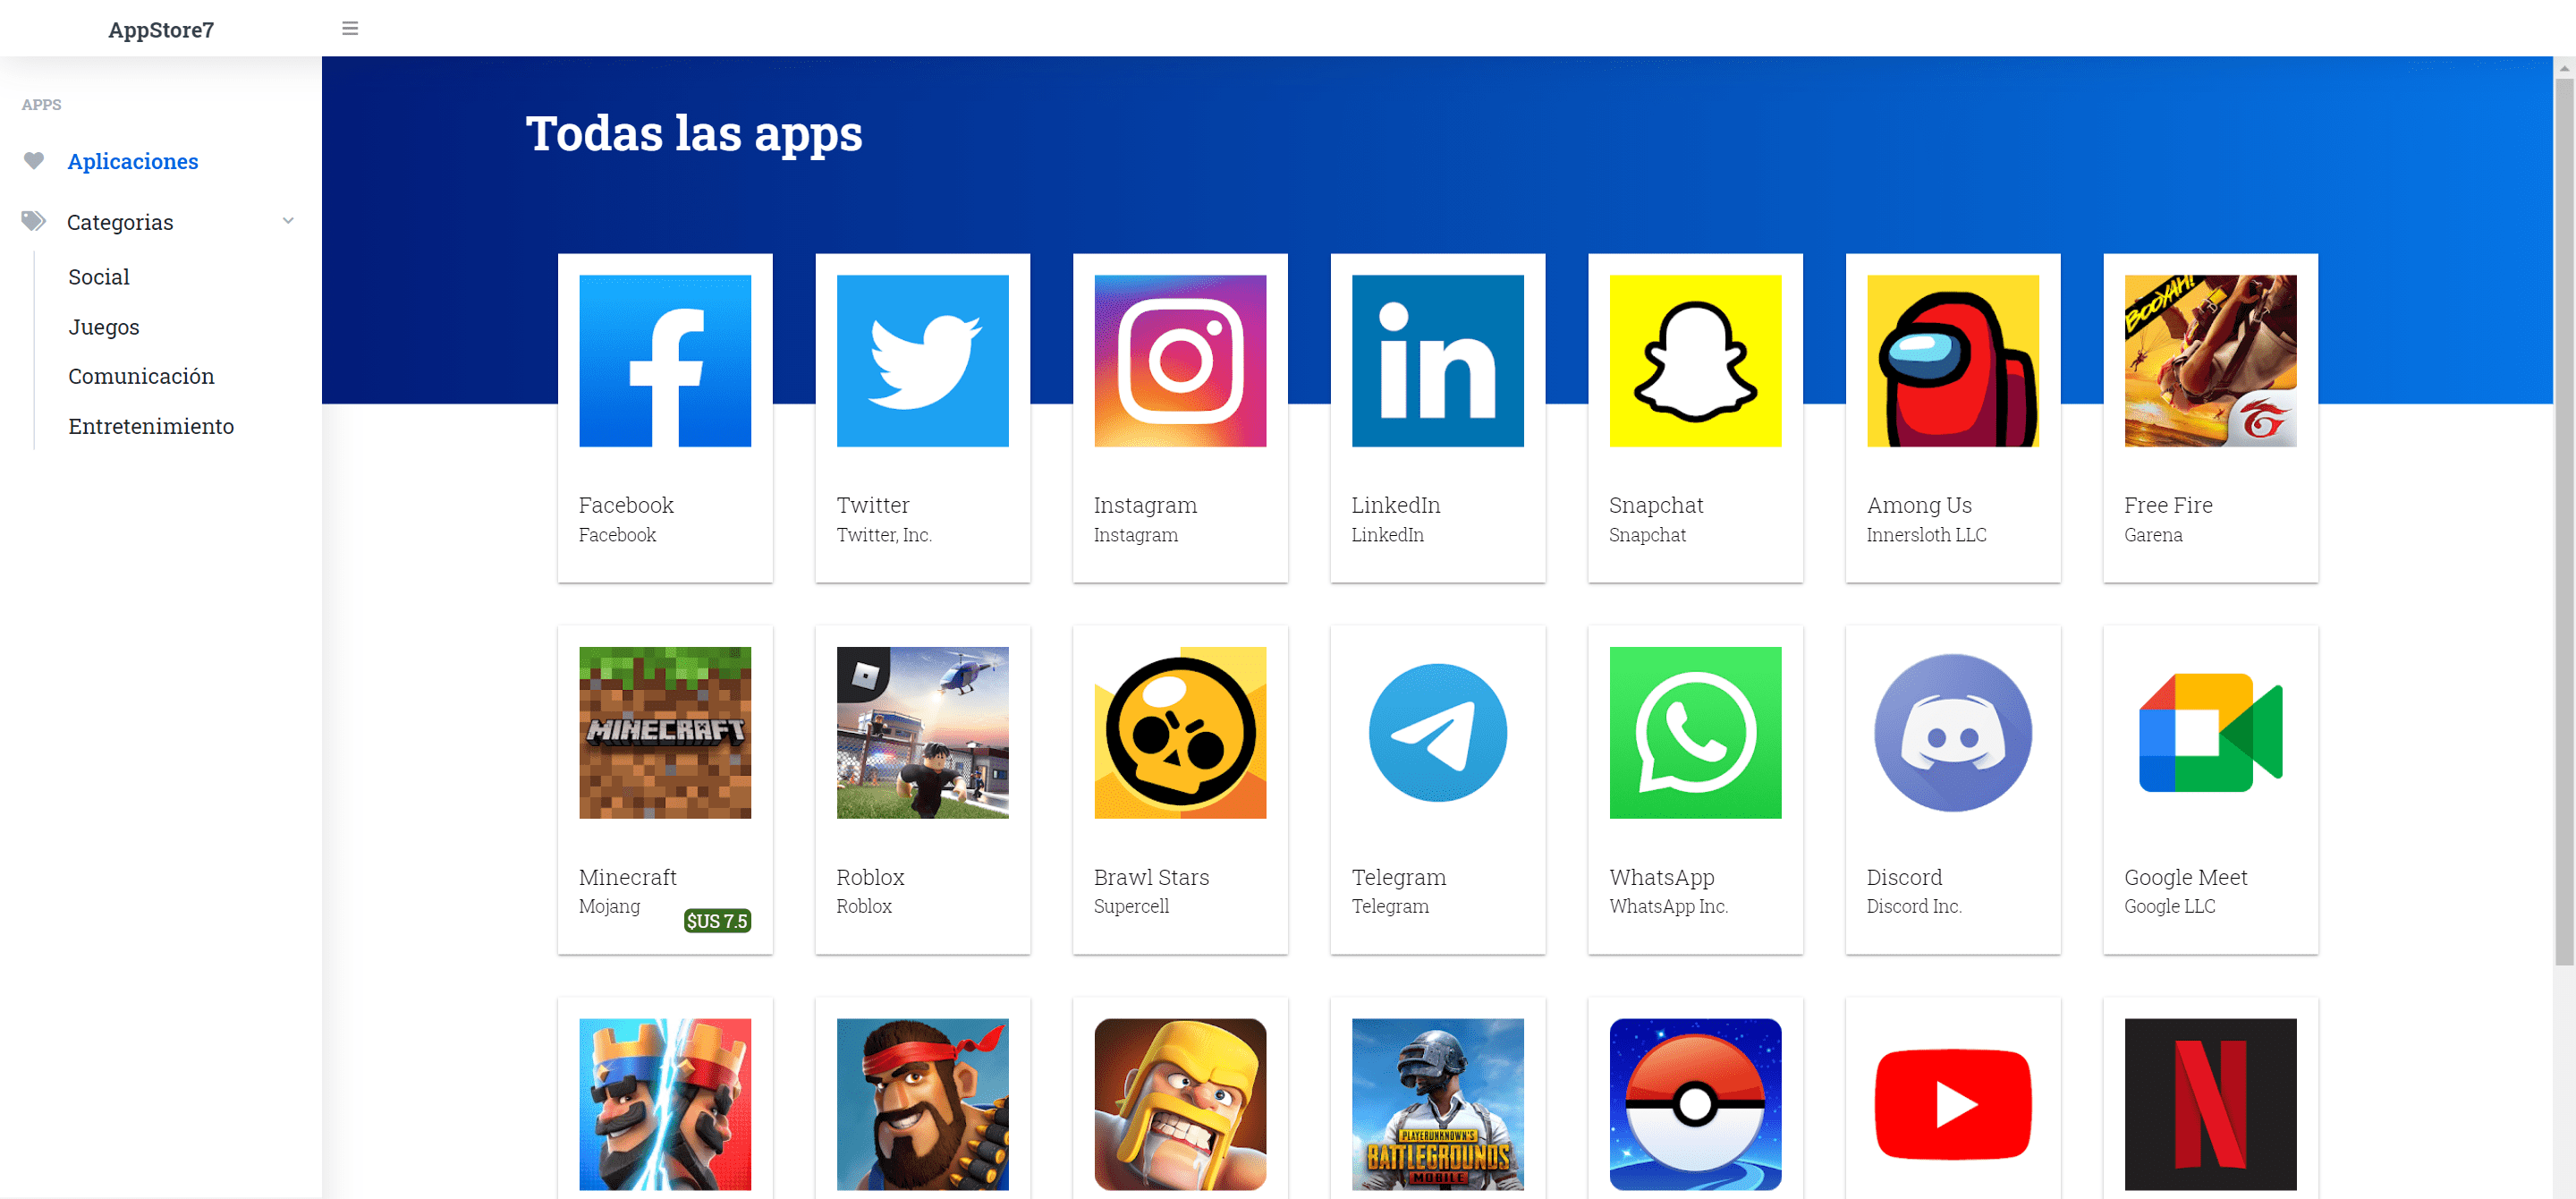 AppStore7
APPS
Aplicaciones
Categorias
Social
Juegos
Comunicación
Entretenimiento
Todas las apps
BOOYAH!
Facebook
Facebook
Twitter
Twitter, Inc.
Instagram
Instagram
in
LinkedIn
LinkedIn
Snapchat
Snapchat
Among Us
Innersloth LLC
Free Fire
Garena
MINECRAFT
Minecraft
Mojang
$US 7.5
Roblox
Roblox
Brawl Stars
Supercell
Telegram
Telegram
WhatsApp
WhatsApp Inc.
Discord
Discord Inc.
Google Meet
Google LLC
PLAYERUNKNOWN'S
BATTLEGROUNDS
MOBILE